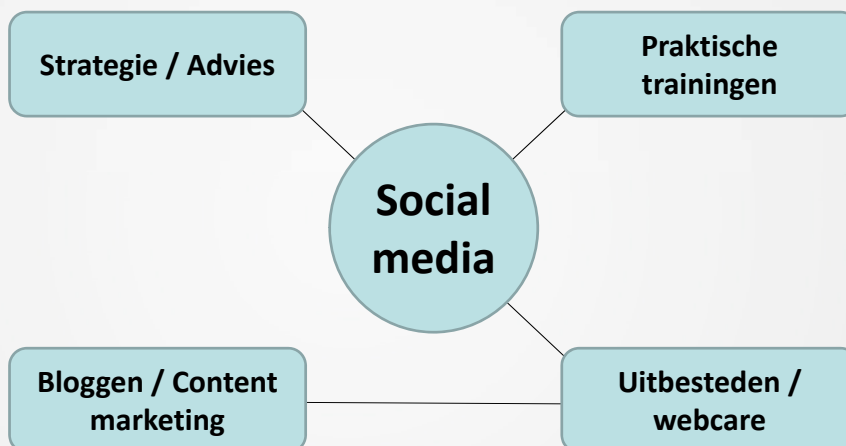 Strategie / Advies
Praktische
trainingen
Social
media
Bloggen / Content
marketing
Uitbesteden /
webcare